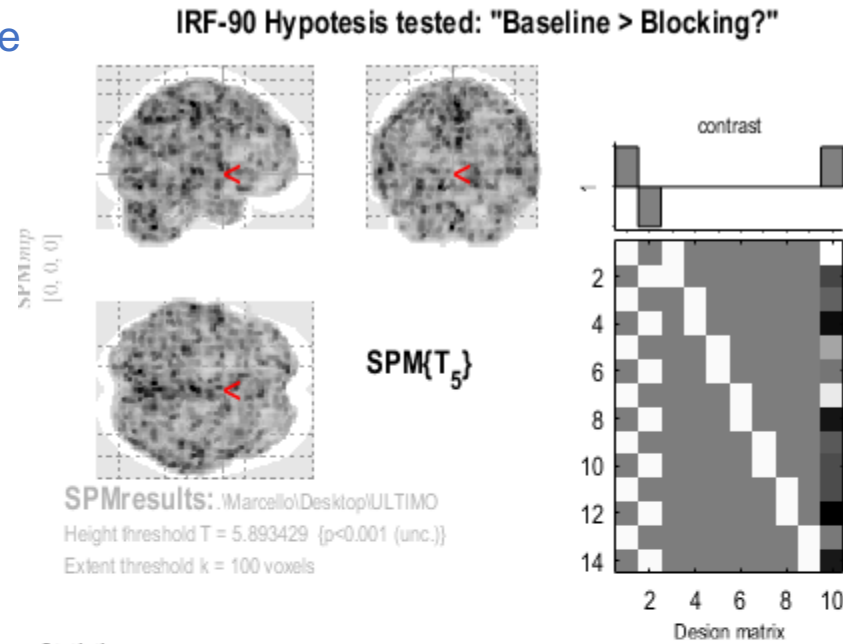 e
IRF-90 Hypotesis tested: "Baseline > Blocking?"
contrast
SPMmip
[0, 0, 0]
<
<
<
SPM{T5}
SPMresults: .\Marcello\Desktop\ULTIMO
Height threshold T = 5.893429 {p<0.001 (unc.)}
Extent threshold k = 100 voxels
2
4
6
8
10
12
14
2 4 6 8 10
Design matrix